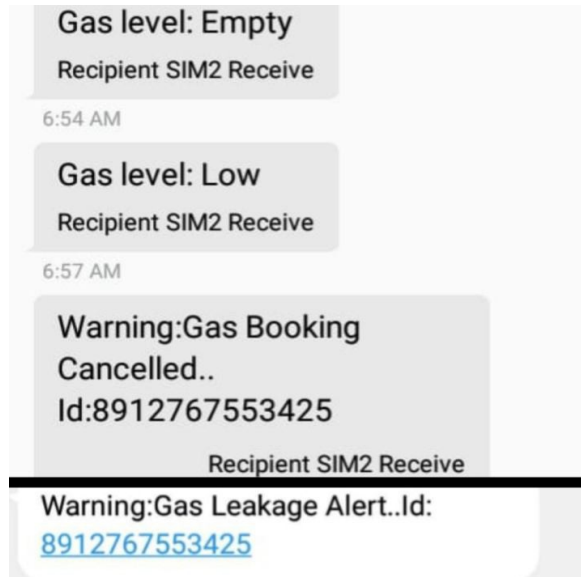 Gas level: Empty
Recipient SIM2 Receive
6:54 AM
Gas level: Low
Recipient SIM2 Receive
6:57 AM
Warning:Gas Booking
Cancelled..
Id:8912767553425
Recipient SIM2 Receive
Warning:Gas Leakage Alert..Id:
8912767553425